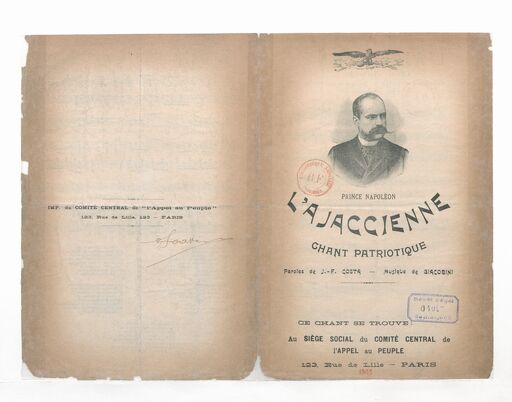 IMP. du COMITÉ CENTRAL de "l'Appel au Peuple"
123, Rue de Lille, 123 – PARIS
PRINCE NAPOLÉON
L'AJACCIENNE
CHANT PATRIOTIQUE
Paroles de J.-F. COSTA — Musique de GIACOBINI
CE CHANT SE TROUVE:
Au SIÈGE SOCIAL du COMITÉ CENTRAL de
l'APPEL au PEUPLE
123, Rue de Lille – PARIS